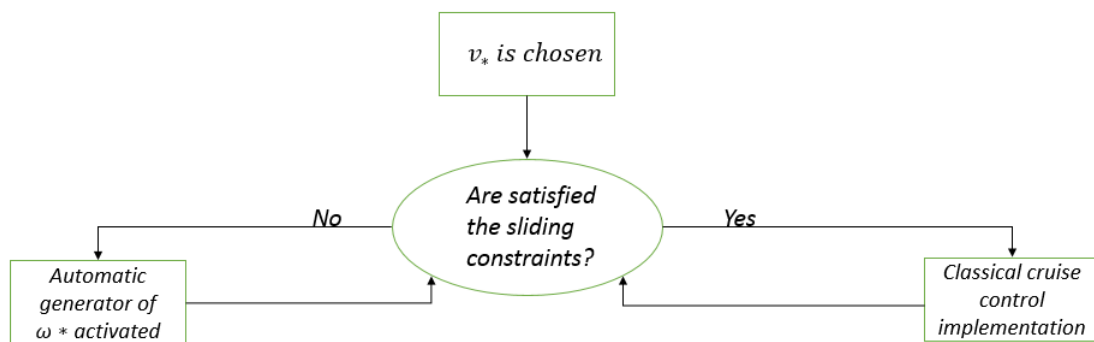 v* is chosen
Are satisfied
the sliding
constraints?
No
Yes
Automatic
generator of
ω * activated
Classical cruise
control
implementation